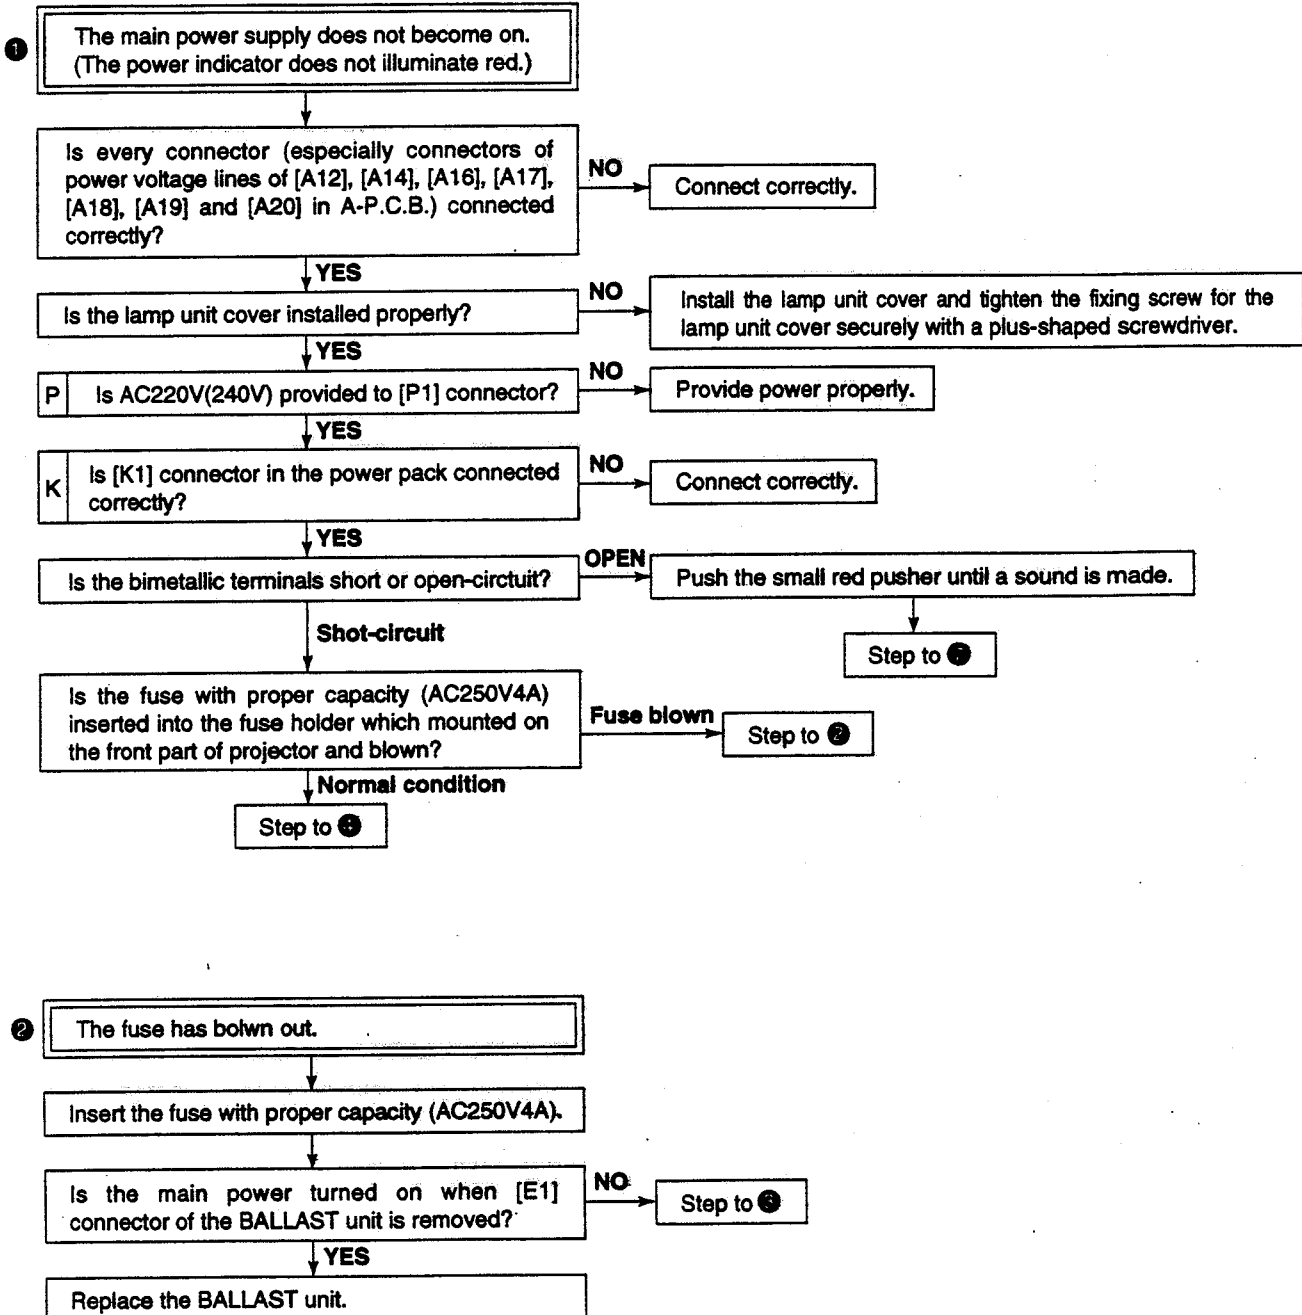 ❶
The main power supply does not become on.
(The power indicator does not illuminate red.)
Is every connector (especially connectors of
power voltage lines of [A12], [A14], [A16], [A17],
[A18], [A19] and [A20] in A-P.C.B.) connected
correctly?
NO
Connect correctly.
YES
Is the lamp unit cover installed properly?
NO
Install the lamp unit cover and tighten the fixing screw for the
lamp unit cover securely with a plus-shaped screwdriver.
YES
P
Is AC220V(240V) provided to [P1] connector?
NO
Provide power properly.
YES
K
Is [K1] connector in the power pack connected
correctly?
NO
Connect correctly.
YES
Is the bimetallic terminals short or open-circtuit?
OPEN
Push the small red pusher until a sound is made.
Shot-circuit
Step to
Is the fuse with proper capacity (AC250V4A)
inserted into the fuse holder which mounted on
the front part of projector and blown?
Fuse blown
Step to ❷
Normal condition
Step to
❷
The fuse has bolwn out.
Insert the fuse with proper capacity (AC250V4A).
Is the main power turned on when [E1]
connector of the BALLAST unit is removed?
NO
Step to
YES
Replace the BALLAST unit.